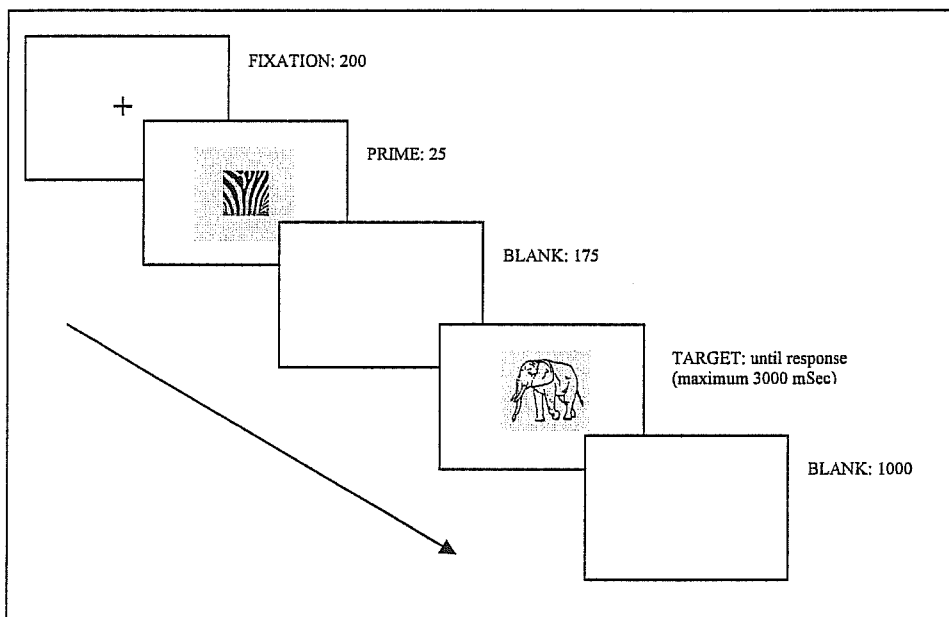 FIXATION: 200
PRIME: 25
BLANK: 175
TARGET: until response
(maximum 3000 mSec)
BLANK: 1000